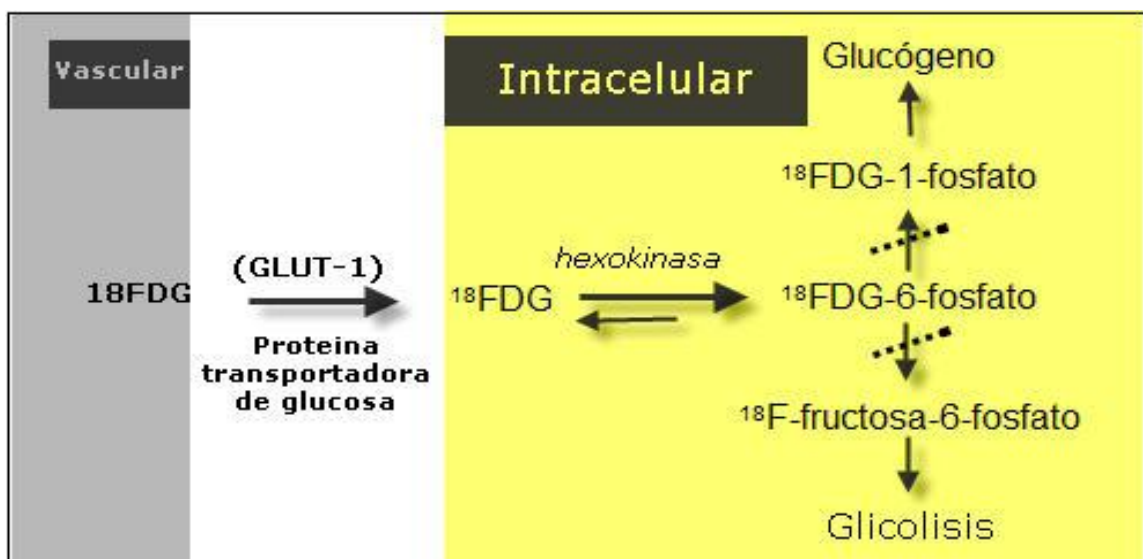 Vascular
Intracelular
Glucógeno
¹⁸FDG-1-fosfato
18FDG
(GLUT-1)
Proteina
transportadora
de glucosa
¹⁸FDG
hexokinasa
¹⁸FDG-6-fosfato
¹⁸F-fructosa-6-fosfato
Glicolisis